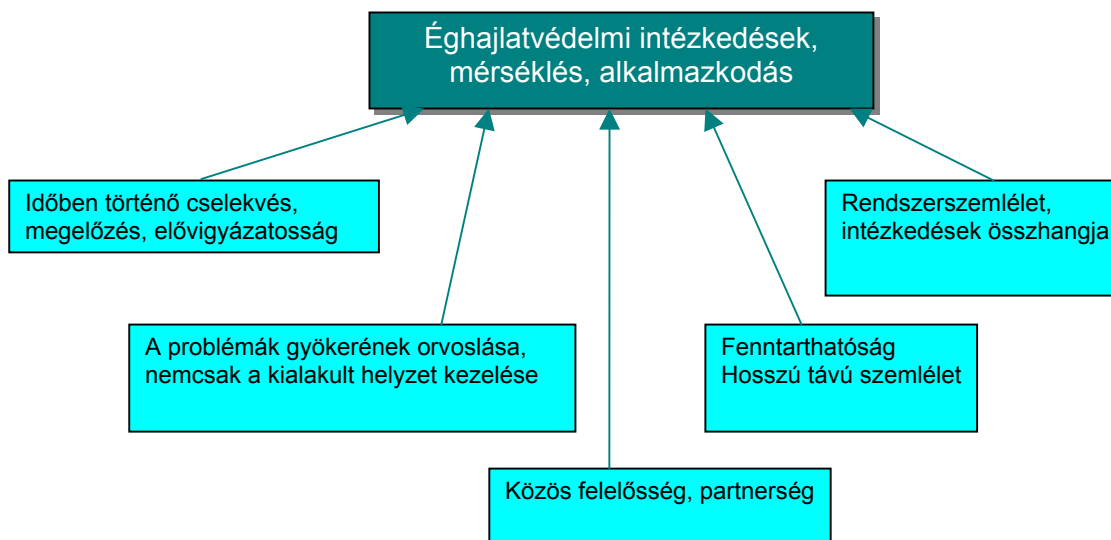 Éghajlatvédelmi intézkedések,
mérséklés, alkalmazkodás
Időben történő cselekvés,
megelőzés, elővigyázatosság
Rendszerszemlélet,
intézkedések összhangja
A problémák gyökerének orvoslása,
nemcsak a kialakult helyzet kezelése
Fenntarthatóság
Hosszú távú szemlélet
Közös felelősség, partnerség